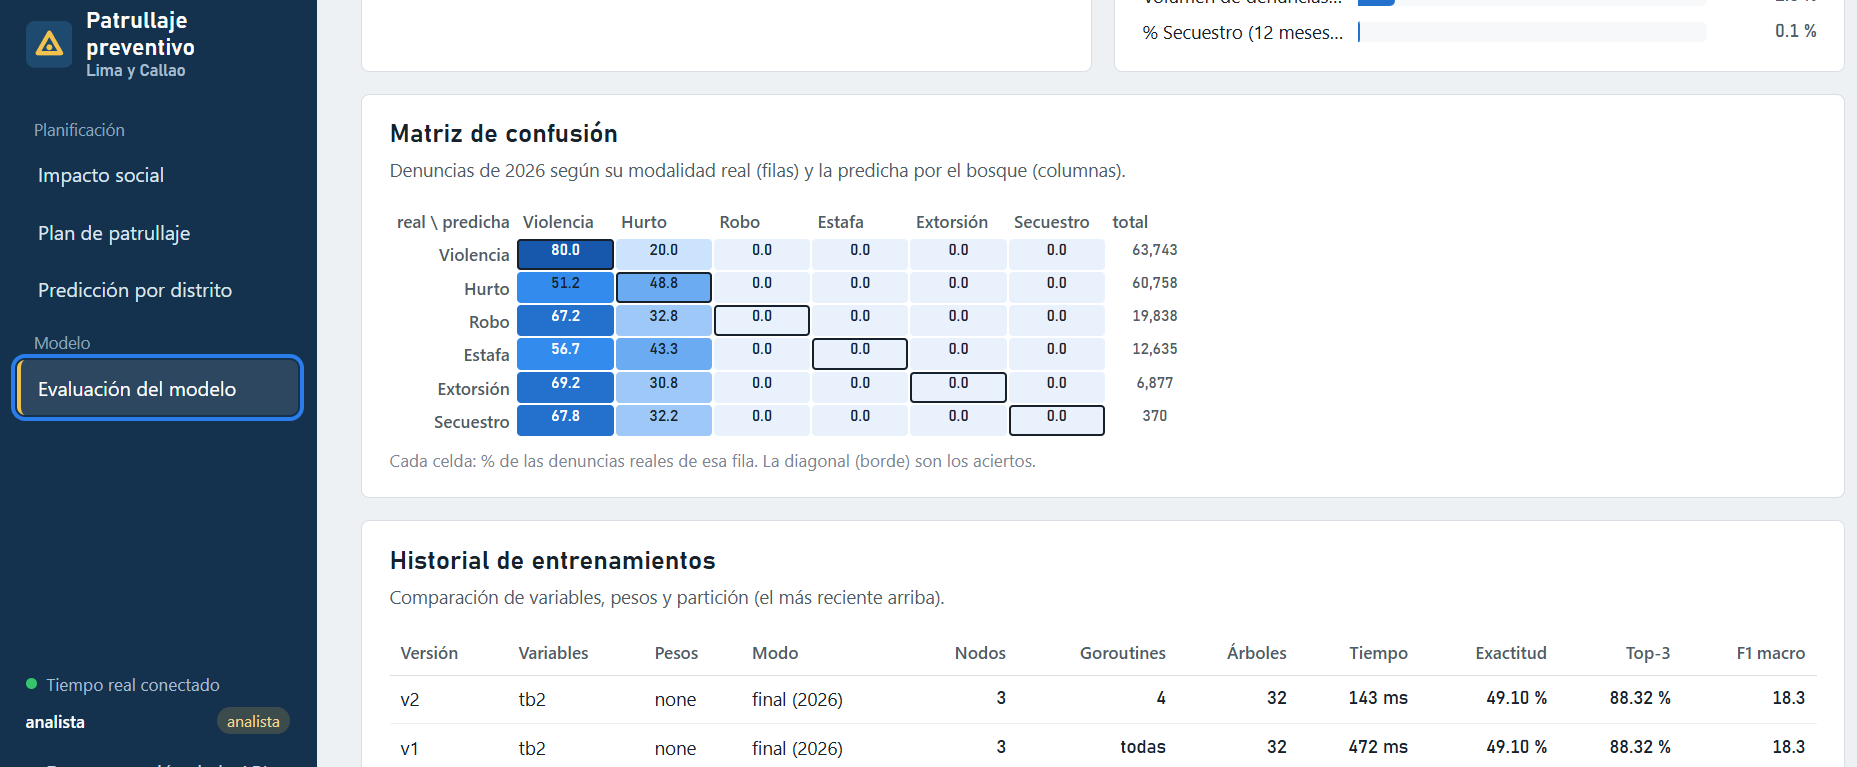 Patrullaje
preventivo
Lima y Callao
Planificación
Impacto social
Plan de patrullaje
Predicción por distrito
Modelo
Evaluación del modelo
Tiempo real conectado
analista analista
% Secuestro (12 meses... 0.1 %
Matriz de confusión
Denuncias de 2026 según su modalidad real (filas) y la predicha por el bosque (columnas).
real \ predicha Violencia Hurto Robo Estafa Extorsión Secuestro total
Violencia 80.0 20.0 0.0 0.0 0.0 0.0 63,743
Hurto 51.2 48.8 0.0 0.0 0.0 0.0 60,758
Robo 67.2 32.8 0.0 0.0 0.0 0.0 19,838
Estafa 56.7 43.3 0.0 0.0 0.0 0.0 12,635
Extorsión 69.2 30.8 0.0 0.0 0.0 0.0 6,877
Secuestro 67.8 32.2 0.0 0.0 0.0 0.0 370
Cada celda: % de las denuncias reales de esa fila. La diagonal (borde) son los aciertos.
Historial de entrenamientos
Comparación de variables, pesos y partición (el más reciente arriba).
Versión Variables Pesos Modo Nodos Goroutines Árboles Tiempo Exactitud Top-3 F1 macro
v2 tb2 none final (2026) 3 4 32 143 ms 49.10 % 88.32 % 18.3
v1 tb2 none final (2026) 3 todas 32 472 ms 49.10 % 88.32 % 18.3